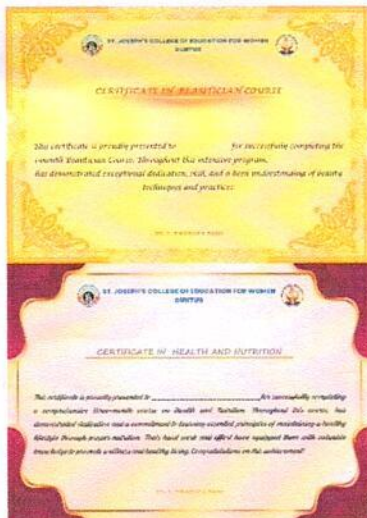 ST. JOSEPH'S COLLEGE OF EDUCATION FOR WOMEN
GUNTUR
CERTIFICATE IN BEAUTICIAN COURSE
This certificate is proudly presented to for successfully completing the
Beautician Course. Throughout this intensive program,
has demonstrated exceptional dedication, skill, and a keen understanding of beauty
techniques and practices.
ST. JOSEPH'S COLLEGE OF EDUCATION FOR WOMEN
GUNTUR
CERTIFICATE IN HEALTH AND NUTRITION
This certificate is proudly presented to ____________________ for successfully completing
a comprehensive three-month course on Health and Nutrition. Throughout this course, has
demonstrated dedication and a commitment to learning essential principles of maintaining a healthy
lifestyle through proper nutrition. Their hard work and effort have equipped them with valuable
knowledge to promote wellness and healthy living. Congratulations on this achievement!